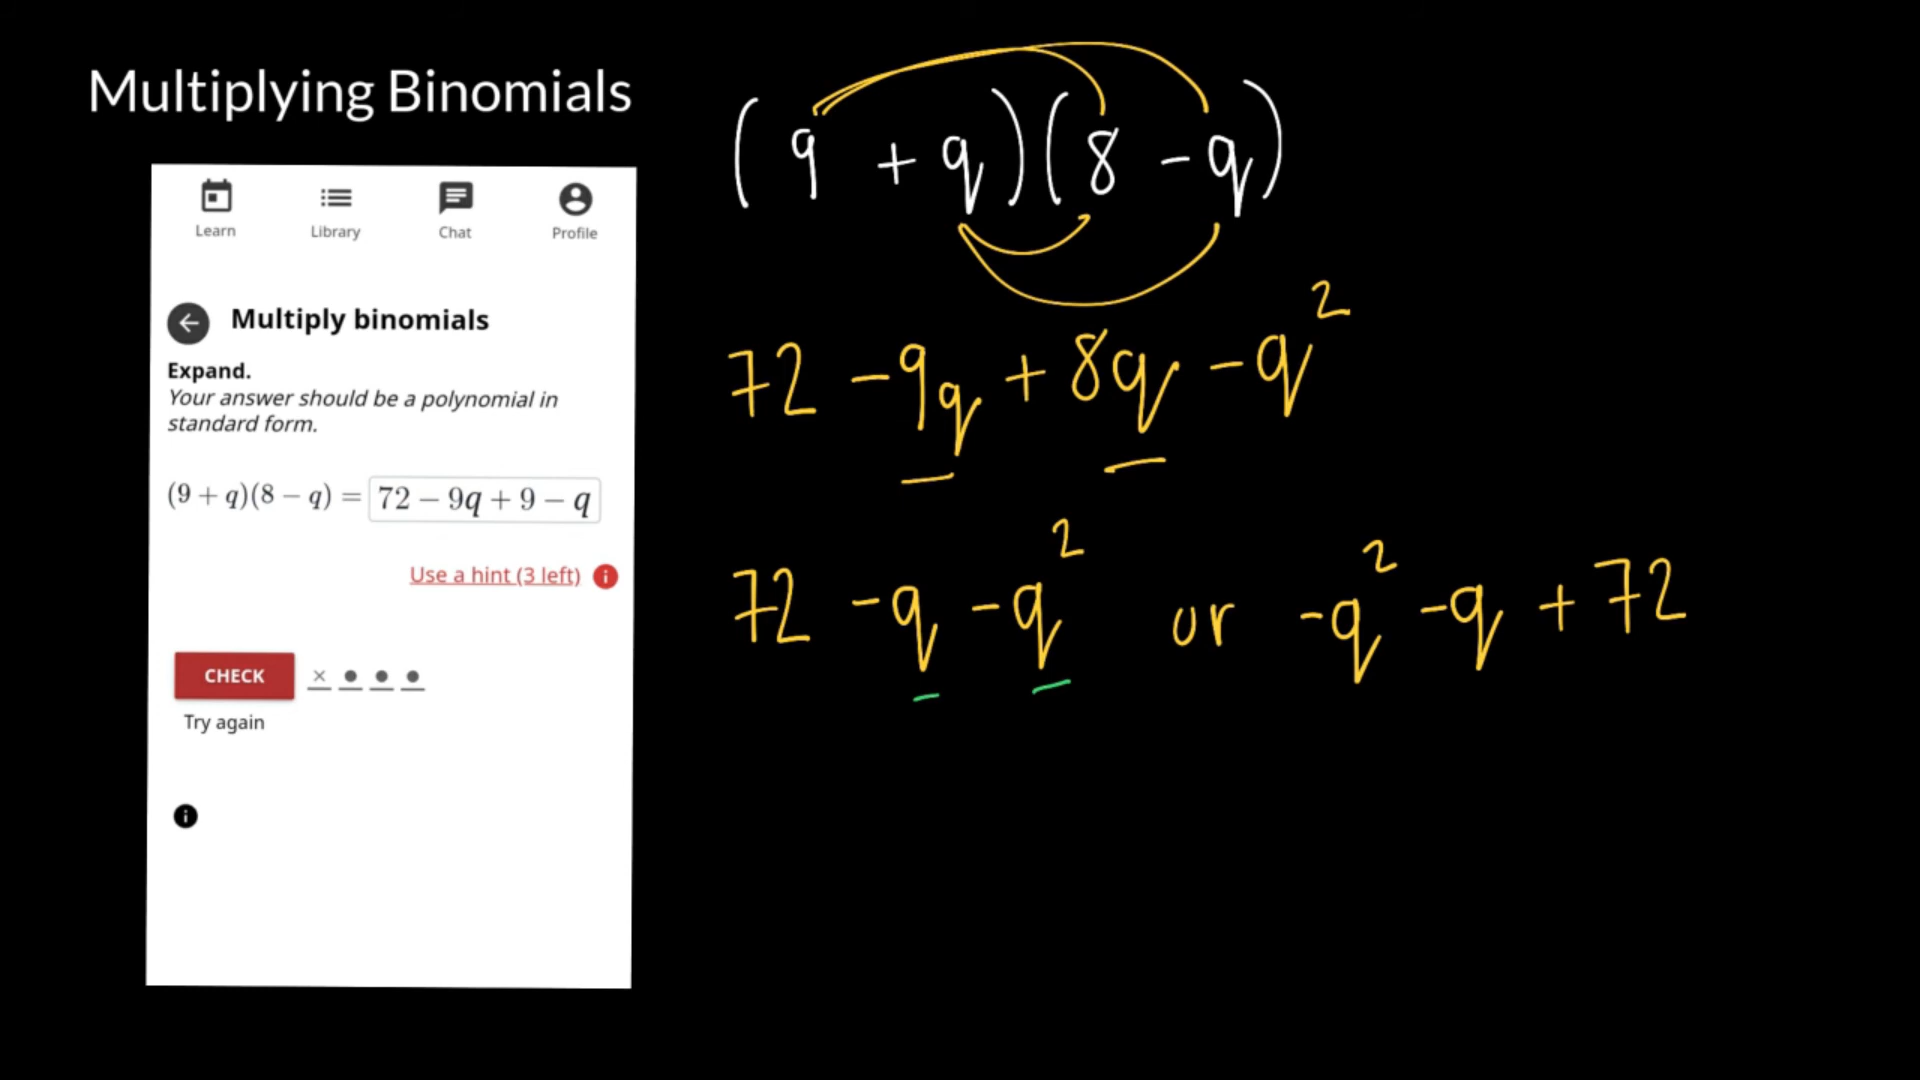 Multiplying Binomials
Learn Library Chat Profile
Multiply binomials
Expand.
Your answer should be a polynomial in
standard form.
(9 + q)(8 − q) = 72 − 9q + 9 − q
Use a hint (3 left)
CHECK
Try again
(9 + q)(8 − q)
72 − 9q + 8q − q²
72 − q − q² or −q² − q + 72